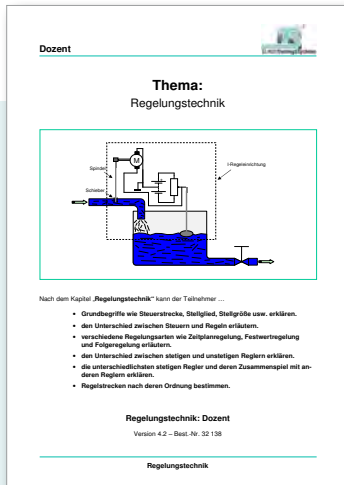 Dozent
Thema:
Regelungstechnik
M
Spindel
I-Regeleinrichtung
Schieber
Nach dem Kapitel „Regelungstechnik“ kann der Teilnehmer ...
• Grundbegriffe wie Steuerstrecke, Stellglied, Stellgröße usw. erklären.
• den Unterschied zwischen Steuern und Regeln erläutern.
• verschiedene Regelungsarten wie Zeitplanregelung, Festwertregelung
und Folgeregelung erläutern.
• den Unterschied zwischen stetigen und unstetigen Reglern erklären.
• die unterschiedlichsten stetigen Regler und deren Zusammenspiel mit an-
deren Reglern erklären.
• Regelstrecken nach deren Ordnung bestimmen.
Regelungstechnik: Dozent
Version 4.2 – Best.-Nr. 32 138
Regelungstechnik